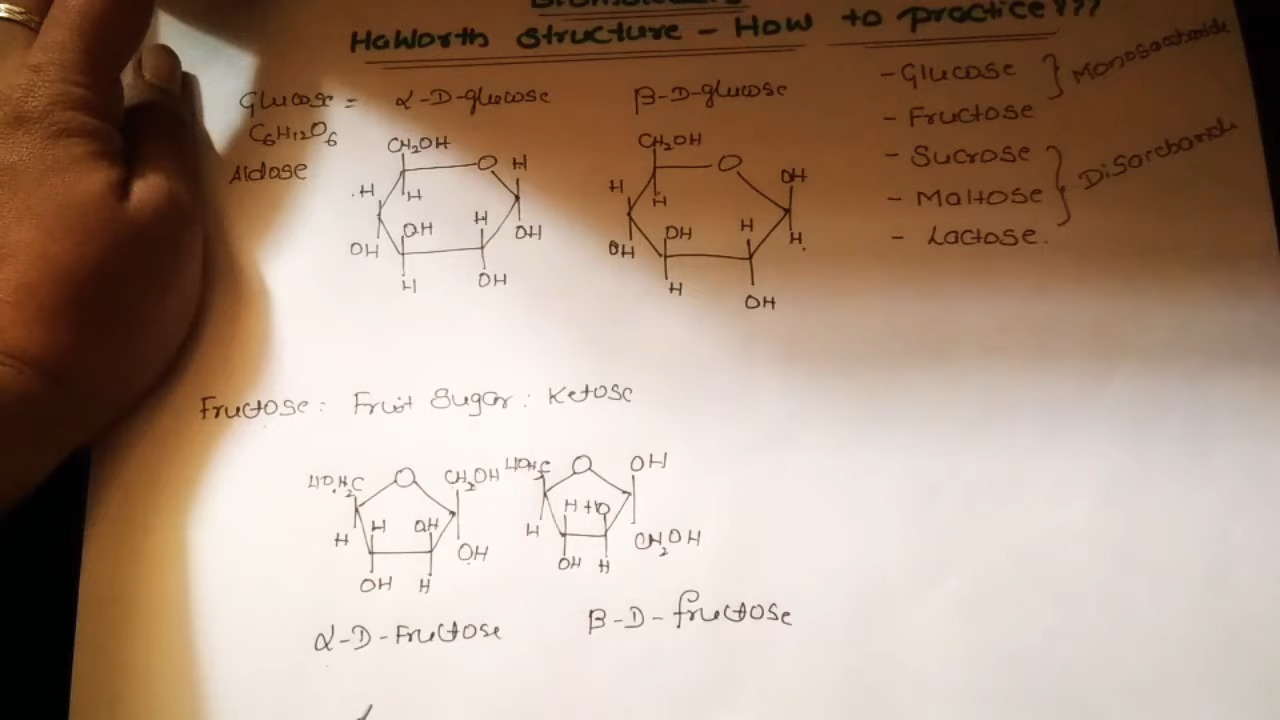 Haworth Structure - How to practice???
Glucose = α-D-glucose β-D-glucose
C6H12O6
Aldose
- Glucose } Monosaccharide
- Fructose
- Sucrose
- Maltose } Disaccharide
- Lactose.
CH2OH O H
H H
OH H
OH OH
H OH
CH2OH O OH
H H
OH H
OH H.
H OH
Fructose: Fruit Sugar: Ketose
HOH2C O CH2OH
H OH
H OH
OH H
HOH2C O OH
H HO
H CH2OH
OH H
α-D-Fructose β-D-fructose